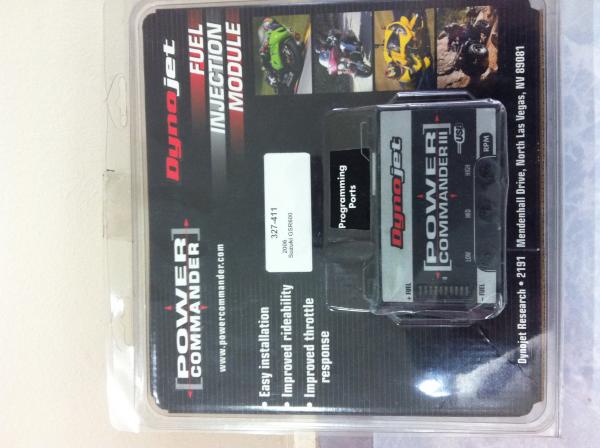 [POWER
COMMANDER]
www.powercommander.com
Dynojet
FUEL
INJECTION
MODULE
327-411
2006
Suzuki GSR600
• Easy installation
• Improved rideability
• Improved throttle
response
Programming
Ports
Dynojet
[POWER
COMMANDER III]
USB
+ FUEL
- FUEL
LOW
MID
HIGH
RPM
Dynojet Research • 2191 Mendenhall Drive, North Las Vegas, NV 89081